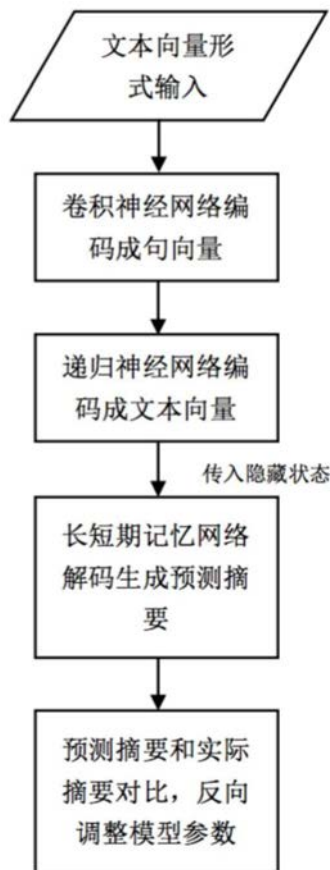 文本向量形
式输入
卷积神经网络编
码成句向量
递归神经网络编
码成文本向量
传入隐藏状态
长短期记忆网络
解码生成预测摘
要
预测摘要和实际
摘要对比，反向
调整模型参数